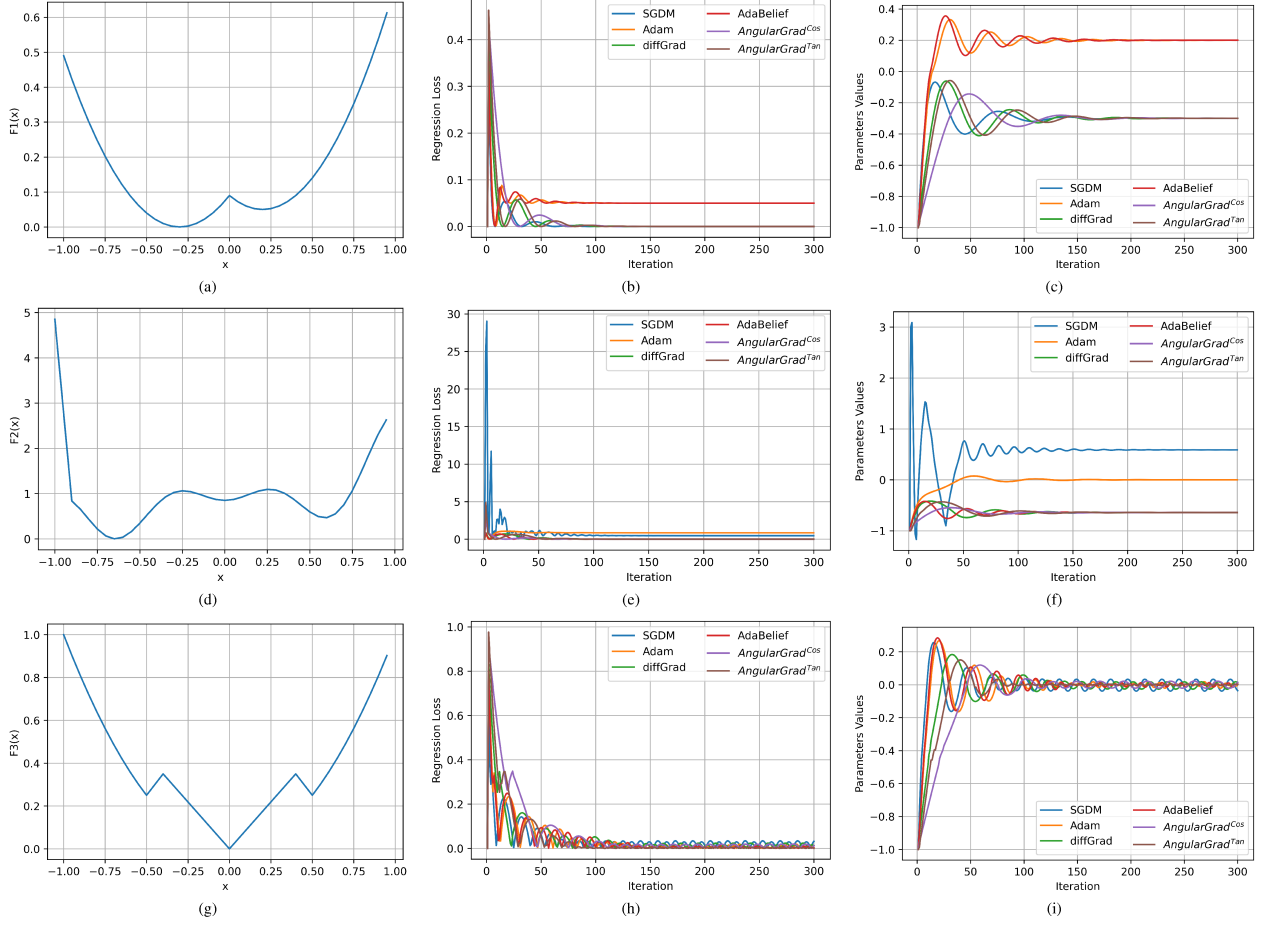 0.6
0.5
0.4
0.3
0.2
0.1
0.0
F1(x)
−1.00 −0.75 −0.50 −0.25 0.00 0.25 0.50 0.75 1.00
x
(a)
0.4
0.3
0.2
0.1
0.0
Regression Loss
SGDM
Adam
diffGrad
AdaBelief
AngularGrad^Cos
AngularGrad^Tan
0 50 100 150 200 250 300
Iteration
(b)
0.4
0.2
0.0
−0.2
−0.4
−0.6
−0.8
−1.0
Parameters Values
SGDM
Adam
diffGrad
AdaBelief
AngularGrad^Cos
AngularGrad^Tan
0 50 100 150 200 250 300
Iteration
(c)
5
4
3
2
1
0
F2(x)
−1.00 −0.75 −0.50 −0.25 0.00 0.25 0.50 0.75 1.00
x
(d)
30
25
20
15
10
5
0
Regression Loss
SGDM
Adam
diffGrad
AdaBelief
AngularGrad^Cos
AngularGrad^Tan
0 50 100 150 200 250 300
Iteration
(e)
3
2
1
0
−1
Parameters Values
SGDM
Adam
diffGrad
AdaBelief
AngularGrad^Cos
AngularGrad^Tan
0 50 100 150 200 250 300
Iteration
(f)
1.0
0.8
0.6
0.4
0.2
0.0
F3(x)
−1.00 −0.75 −0.50 −0.25 0.00 0.25 0.50 0.75 1.00
x
(g)
1.0
0.8
0.6
0.4
0.2
0.0
Regression Loss
SGDM
Adam
diffGrad
AdaBelief
AngularGrad^Cos
AngularGrad^Tan
0 50 100 150 200 250 300
Iteration
(h)
0.2
0.0
−0.2
−0.4
−0.6
−0.8
−1.0
Parameters Values
SGDM
Adam
diffGrad
AdaBelief
AngularGrad^Cos
AngularGrad^Tan
0 50 100 150 200 250 300
Iteration
(i)